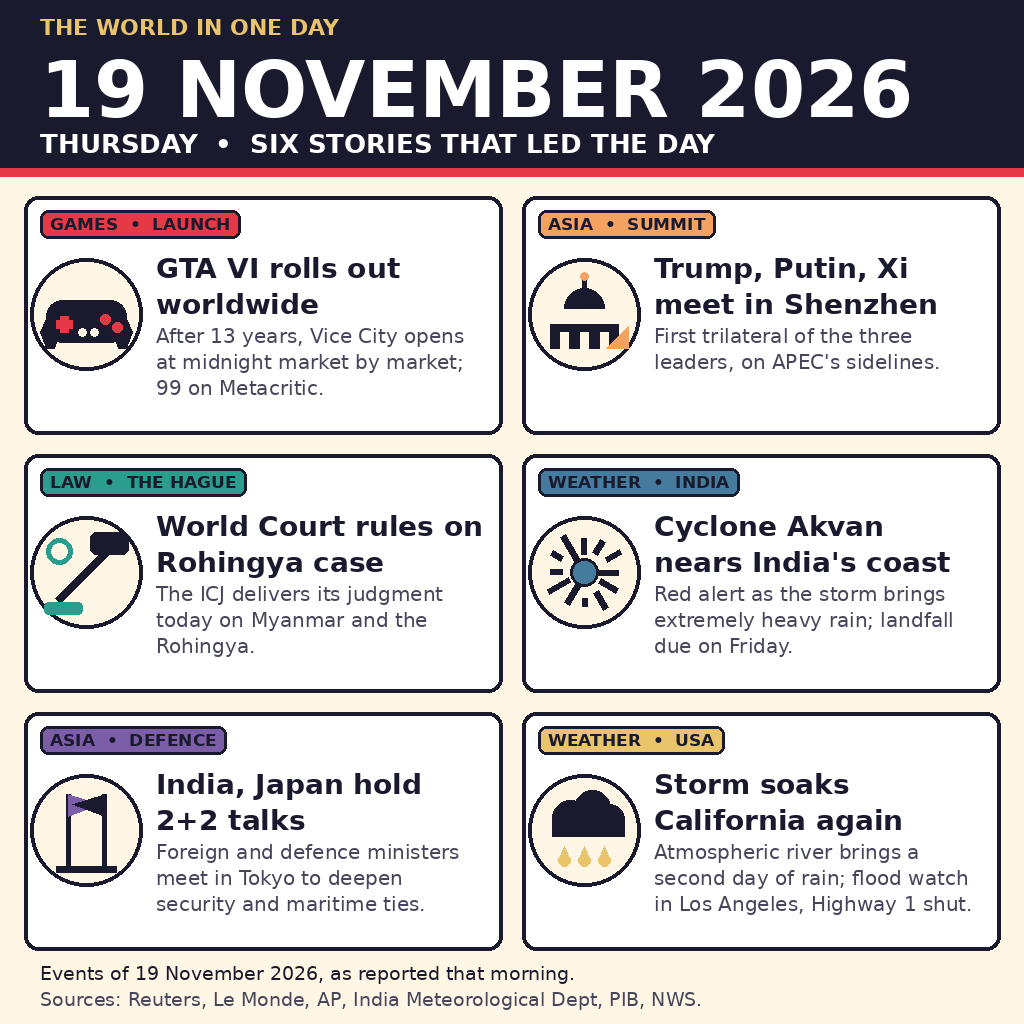 THE WORLD IN ONE DAY
19 NOVEMBER 2026
THURSDAY • SIX STORIES THAT LED THE DAY
GAMES • LAUNCH
GTA VI rolls out
worldwide
After 13 years, Vice City opens
at midnight market by market;
99 on Metacritic.
ASIA • SUMMIT
Trump, Putin, Xi
meet in Shenzhen
First trilateral of the three
leaders, on APEC's sidelines.
LAW • THE HAGUE
World Court rules on
Rohingya case
The ICJ delivers its judgment
today on Myanmar and the
Rohingya.
WEATHER • INDIA
Cyclone Akvan
nears India's coast
Red alert as the storm brings
extremely heavy rain; landfall
due on Friday.
ASIA • DEFENCE
India, Japan hold
2+2 talks
Foreign and defence ministers
meet in Tokyo to deepen
security and maritime ties.
WEATHER • USA
Storm soaks
California again
Atmospheric river brings a
second day of rain; flood watch
in Los Angeles, Highway 1 shut.
Events of 19 November 2026, as reported that morning.
Sources: Reuters, Le Monde, AP, India Meteorological Dept, PIB, NWS.